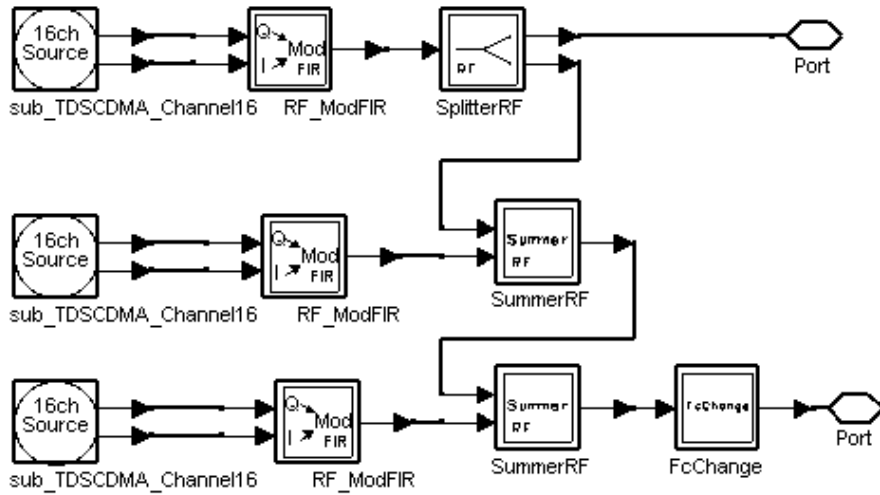 16ch
Source
Q
I
Mod
FIR
RF
Port
sub_TDSCDMA_Channel16
RF_ModFIR
SplitterRF
16ch
Source
Q
I
Mod
FIR
Summer
RF
sub_TDSCDMA_Channel16
RF_ModFIR
SummerRF
16ch
Source
Q
I
Mod
FIR
Summer
RF
FcChange
Port
sub_TDSCDMA_Channel16
RF_ModFIR
SummerRF
FcChange